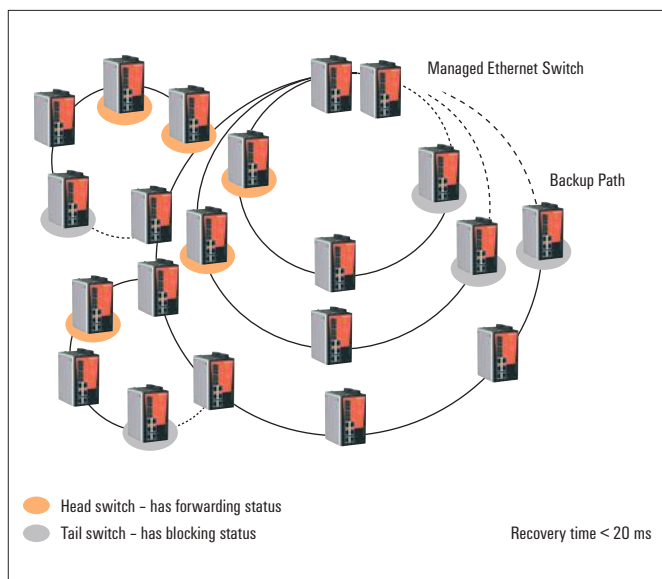 Managed Ethernet Switch
Backup Path
Head switch – has forwarding status
Tail switch – has blocking status
Recovery time < 20 ms